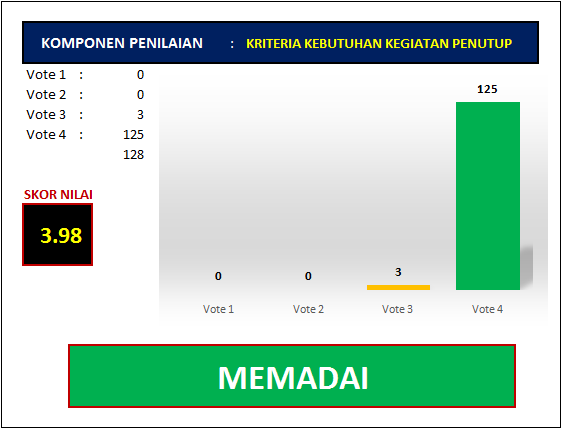 KOMPONEN PENILAIAN : KRITERIA KEBUTUHAN KEGIATAN PENUTUP
Vote 1 : 0
Vote 2 : 0
Vote 3 : 3
Vote 4 : 125
128
SKOR NILAI
3.98
125
0 0 3
Vote 1 Vote 2 Vote 3 Vote 4
MEMADAI